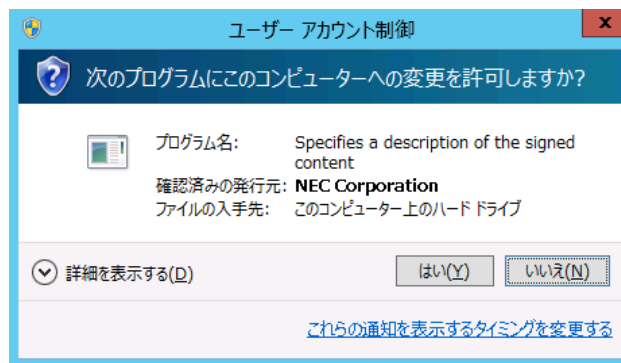 ユーザー アカウント制御
x
次のプログラムにこのコンピューターへの変更を許可しますか?
プログラム名: Specifies a description of the signed
content
確認済みの発行元: NEC Corporation
ファイルの入手先: このコンピューター上のハード ドライブ
詳細を表示する(D)
はい(Y)
いいえ(N)
これらの通知を表示するタイミングを変更する